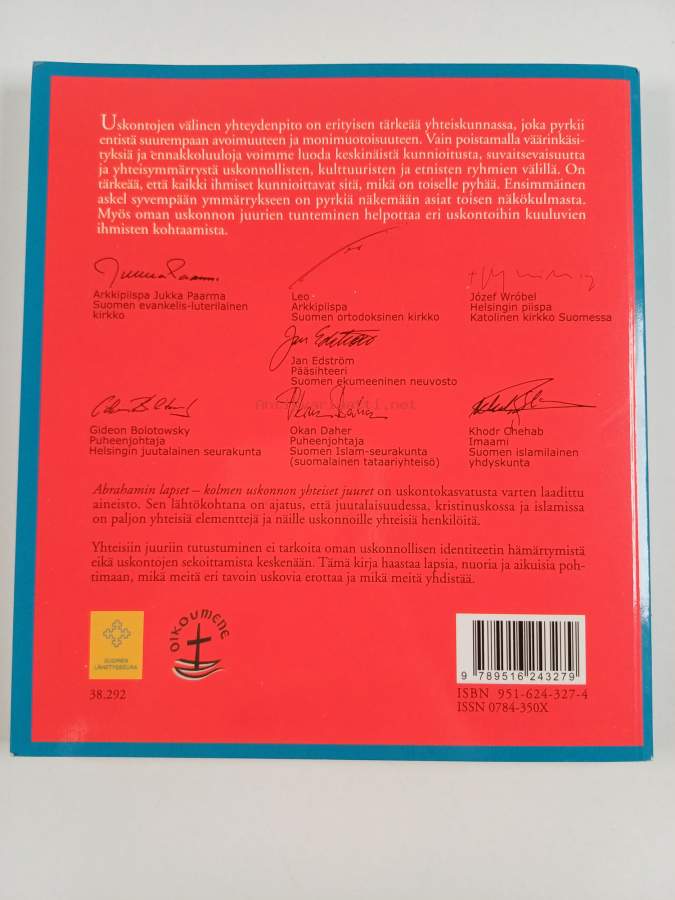 Uskontojen välinen yhteydenpito on erityisen tärkeää yhteiskunnassa, joka pyrkii
entistä suurempaan avoimuuteen ja monimuotoisuuteen. Vain poistamalla väärinkäsi-
tyksiä ja ennakkoluuloja voimme luoda keskinäistä kunnioitusta, suvaitsevaisuutta
ja yhteisymmärrystä uskonnollisten, kulttuuristen ja etnisten ryhmien välillä. On
tärkeää, että kaikki ihmiset kunnioittavat sitä, mikä on toiselle pyhää. Ensimmäinen
askel syvempään ymmärrykseen on pyrkiä näkemään asiat toisen näkökulmasta.
Myös oman uskonnon juurien tunteminen helpottaa eri uskontoihin kuuluvien
ihmisten kohtaamista.
Arkkipiispa Jukka Paarma
Suomen evankelis-luterilainen
kirkko
Leo
Arkkipiispa
Suomen ortodoksinen kirkko
Józef Wróbel
Helsingin piispa
Katolinen kirkko Suomessa
Jan Edström
Pääsihteeri
Suomen ekumeeninen neuvosto
Gideon Bolotowsky
Puheenjohtaja
Helsingin juutalainen seurakunta
Okan Daher
Puheenjohtaja
Suomen Islam-seurakunta
(suomalainen tataariyhteisö)
Khodr Chehab
Imaami
Suomen islamilainen
yhdyskunta
Abrahamin lapset – kolmen uskonnon yhteiset juuret on uskontokasvatusta varten laadittu
aineisto. Sen lähtökohtana on ajatus, että juutalaisuudessa, kristinuskossa ja islamissa
on paljon yhteisiä elementtejä ja näille uskonnoille yhteisiä henkilöitä.
Yhteisiin juuriin tutustuminen ei tarkoita oman uskonnollisen identiteetin hämärtymistä
eikä uskontojen sekoittamista keskenään. Tämä kirja haastaa lapsia, nuoria ja aikuisia poh-
timaan, mikä meitä eri tavoin uskovia erottaa ja mikä meitä yhdistää.
SUOMEN
LÄHETYSSEURA
OIKOUMENE
38.292
9 789516 243279
ISBN 951-624-327-4
ISSN 0784-350X